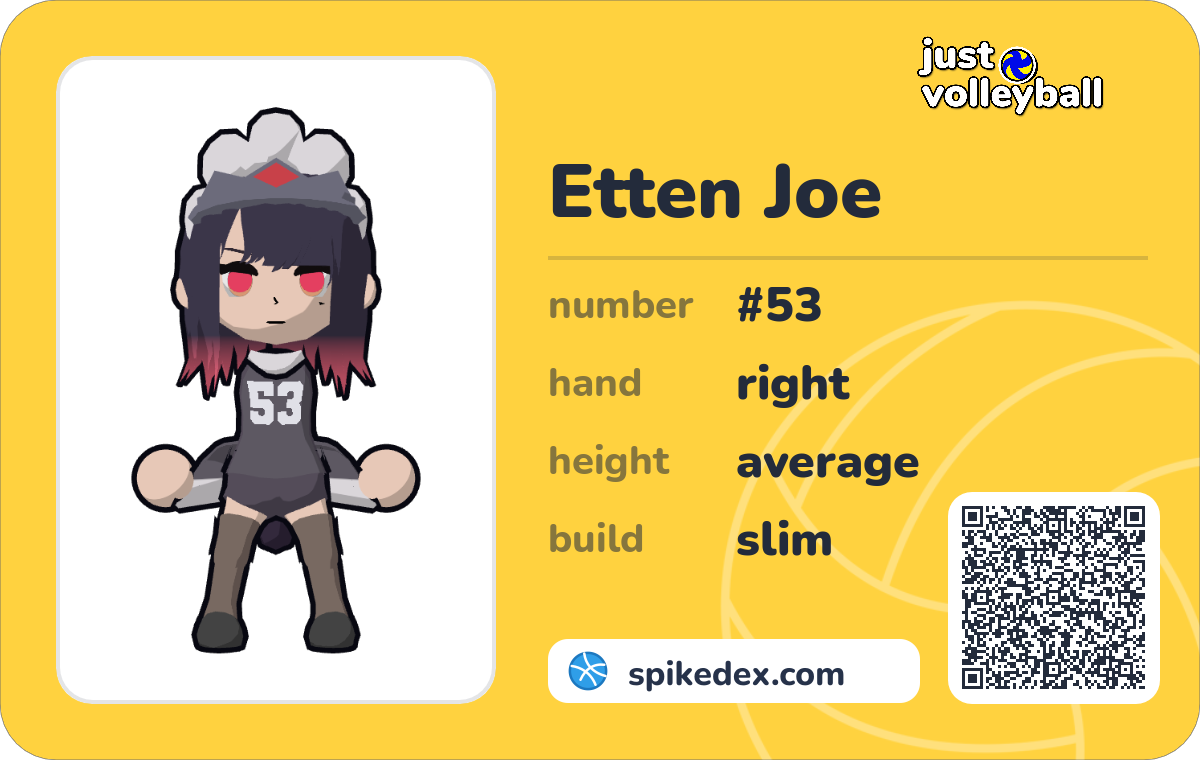 just
volleyball
Etten Joe
number #53
hand right
height average
build slim
53
spikedex.com